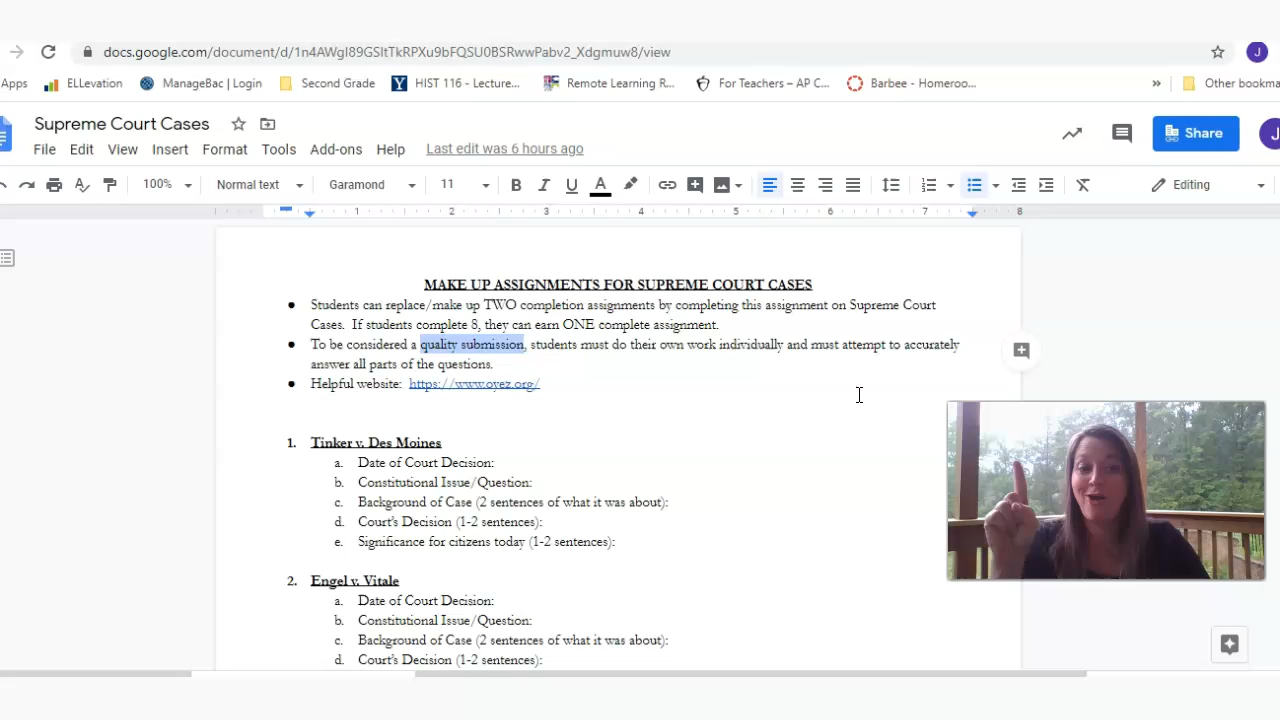 docs.google.com/document/d/1n4AWgI89GSItTkRPXu9bFQSU0BSRwwPabv2_Xdgmuw8/view
J
Apps ELLevation ManageBac | Login Second Grade Y HIST 116 - Lecture... Remote Learning R... For Teachers – AP C... Barbee - Homeroo... » Other bookma
Supreme Court Cases
Share
J
File Edit View Insert Format Tools Add-ons Help Last edit was 6 hours ago
100% Normal text Garamond 11 B I U A Editing
1 2 3 4 5 6 7 8
MAKE UP ASSIGNMENTS FOR SUPREME COURT CASES
● Students can replace/make up TWO completion assignments by completing this assignment on Supreme Court
Cases. If students complete 8, they can earn ONE complete assignment.
● To be considered a quality submission, students must do their own work individually and must attempt to accurately
answer all parts of the questions.
● Helpful website: https://www.oyez.org/
1. Tinker v. Des Moines
a. Date of Court Decision:
b. Constitutional Issue/Question:
c. Background of Case (2 sentences of what it was about):
d. Court's Decision (1-2 sentences):
e. Significance for citizens today (1-2 sentences):
2. Engel v. Vitale
a. Date of Court Decision:
b. Constitutional Issue/Question:
c. Background of Case (2 sentences of what it was about):
d. Court's Decision (1-2 sentences):